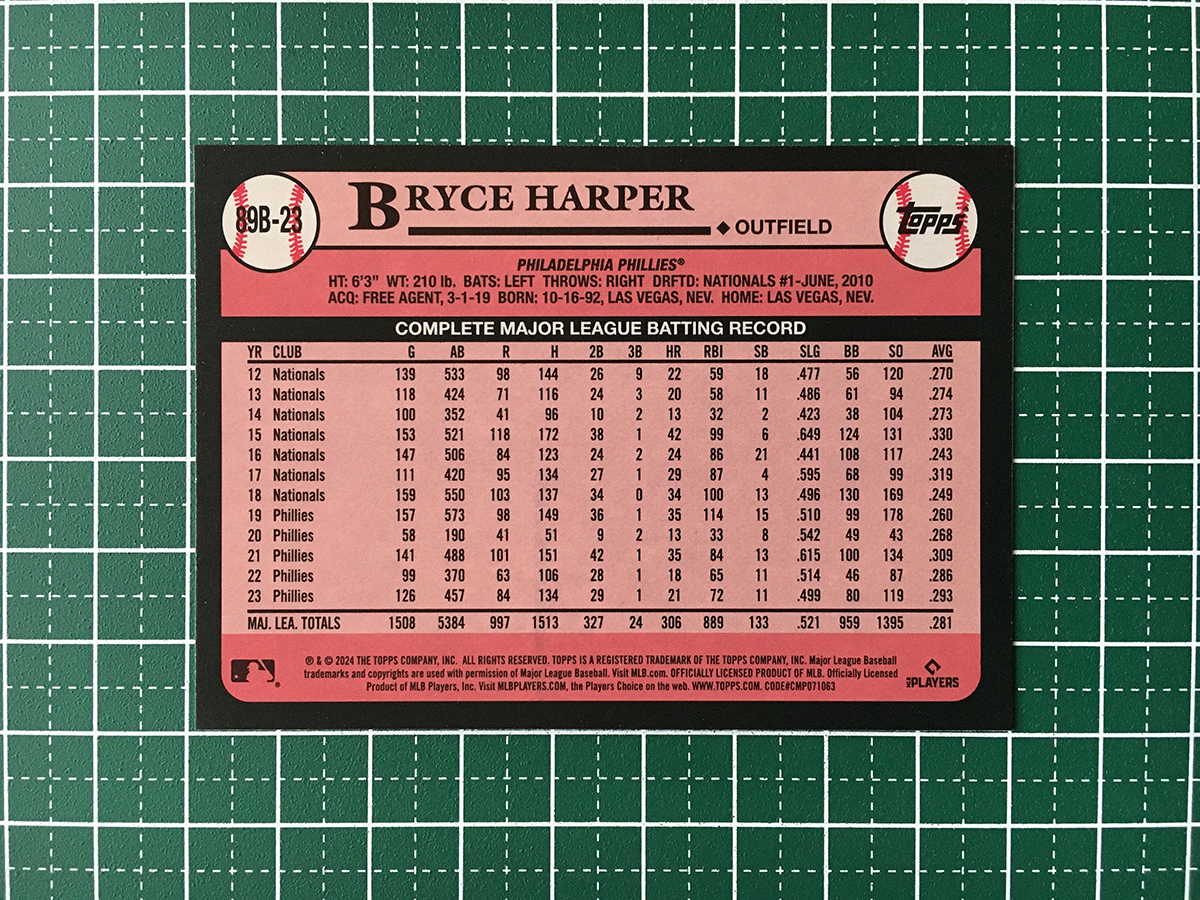 89B-23
BRYCE HARPER
OUTFIELD
Topps
PHILADELPHIA PHILLIES®
HT: 6'3" WT: 210 lb. BATS: LEFT THROWS: RIGHT DRFTD: NATIONALS #1-JUNE, 2010
ACQ: FREE AGENT, 3-1-19 BORN: 10-16-92, LAS VEGAS, NEV. HOME: LAS VEGAS, NEV.
COMPLETE MAJOR LEAGUE BATTING RECORD
YR CLUB G AB R H 2B 3B HR RBI SB SLG BB SO AVG
12 Nationals 139 533 98 144 26 9 22 59 18 .477 56 120 .270
13 Nationals 118 424 71 116 24 3 20 58 11 .486 61 94 .274
14 Nationals 100 352 41 96 10 2 13 32 2 .423 38 104 .273
15 Nationals 153 521 118 172 38 1 42 99 6 .649 124 131 .330
16 Nationals 147 506 84 123 24 2 24 86 21 .441 108 117 .243
17 Nationals 111 420 95 134 27 1 29 87 4 .595 68 99 .319
18 Nationals 159 550 103 137 34 0 34 100 13 .496 130 169 .249
19 Phillies 157 573 98 149 36 1 35 114 15 .510 99 178 .260
20 Phillies 58 190 41 51 9 2 13 33 8 .542 49 43 .268
21 Phillies 141 488 101 151 42 1 35 84 13 .615 100 134 .309
22 Phillies 99 370 63 106 28 1 18 65 11 .514 46 87 .286
23 Phillies 126 457 84 134 29 1 21 72 11 .499 80 119 .293
MAJ. LEA. TOTALS 1508 5384 997 1513 327 24 306 889 133 .521 959 1395 .281
® & © 2024 THE TOPPS COMPANY, INC. ALL RIGHTS RESERVED. TOPPS IS A REGISTERED TRADEMARK OF THE TOPPS COMPANY, INC. Major League Baseball
trademarks and copyrights are used with permission of Major League Baseball. Visit MLB.com. OFFICIALLY LICENSED PRODUCT OF MLB. Officially Licensed
Product of MLB Players, Inc. Visit MLBPLAYERS.COM, the Players Choice on the web. WWW.TOPPS.COM. CODE#CMP071063
MLB PLAYERS